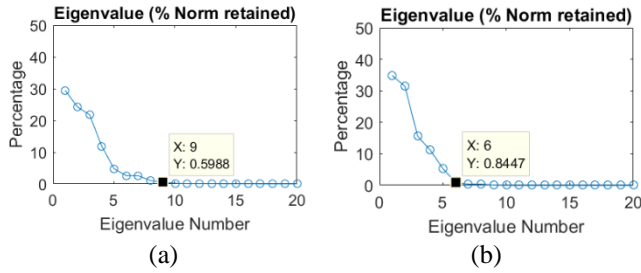 Eigenvalue (% Norm retained)
50
40
30
20
10
0
Percentage
X: 9
Y: 0.5988
0 5 10 15 20
Eigenvalue Number
(a)
Eigenvalue (% Norm retained)
50
40
30
20
10
0
Percentage
X: 6
Y: 0.8447
0 5 10 15 20
Eigenvalue Number
(b)